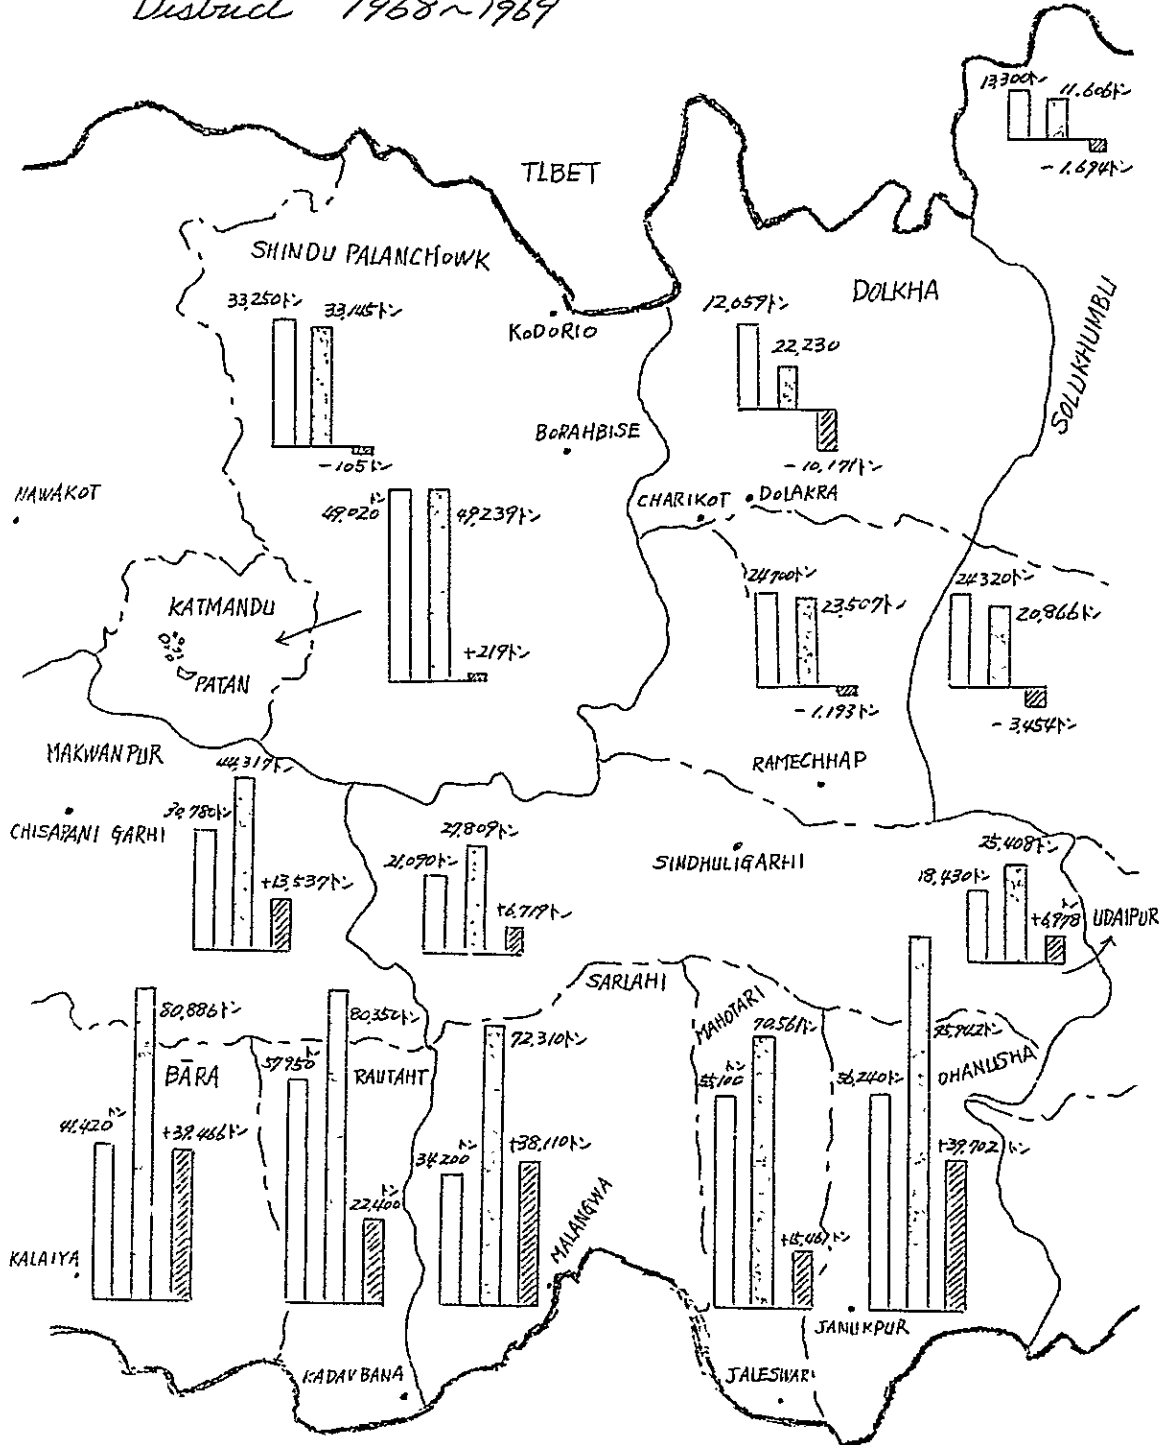 District 1968~1969
13,300トン
11.606トン
-1.694トン
TIBET
SHINDU PALANCHOWK
33,250トン
33,145トン
-105トン
KODORIO
DOLKHA
12,059トン
22,230
-10,171トン
SOLUKHUMBU
BORAHBISE
NAWAKOT
49,020トン
49,239トン
+219トン
CHARIKOT
DOLAKRA
KATMANDU
PATAN
24,700トン
23,507トン
-1.193トン
24,320トン
20,866トン
-3,454トン
MAKWANPUR
RAMECHHAP
CHISAPANI GARHI
30,780トン
44,317トン
+13,537トン
21,090トン
27,809トン
+6,719トン
SINDHULIGARHI
18,430トン
25,408トン
+6,978トン
UDAIPUR
SARLAHI
MAHOTARI
BĀRA
41,420トン
80,886トン
+39,466トン
RAUTAHT
57,950トン
80,350トン
22,400トン
34,200トン
72,310トン
+38,110トン
55,100トン
70,561トン
+15,461トン
DHANUSHA
56,240トン
95,942トン
+39,702トン
KALAIYA
MALANGWA
JANUKPUR
KADAVBANA
JALESWAR